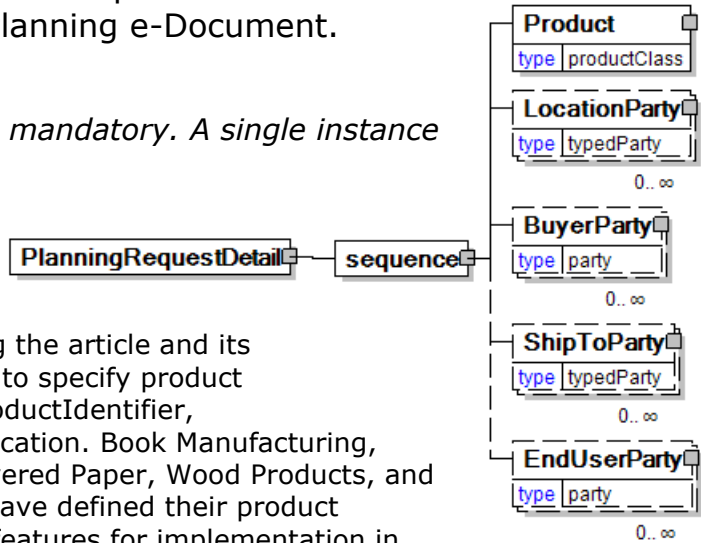 lanning e-Document.
mandatory. A single instance
g the article and its
to specify product
oductIdentifier,
cation. Book Manufacturing,
ered Paper, Wood Products, and
ave defined their product
features for implementation in
PlanningRequestDetail
sequence
Product
type productClass
LocationParty
type typedParty
0.. ∞
BuyerParty
type party
0.. ∞
ShipToParty
type typedParty
0.. ∞
EndUserParty
type party
0.. ∞